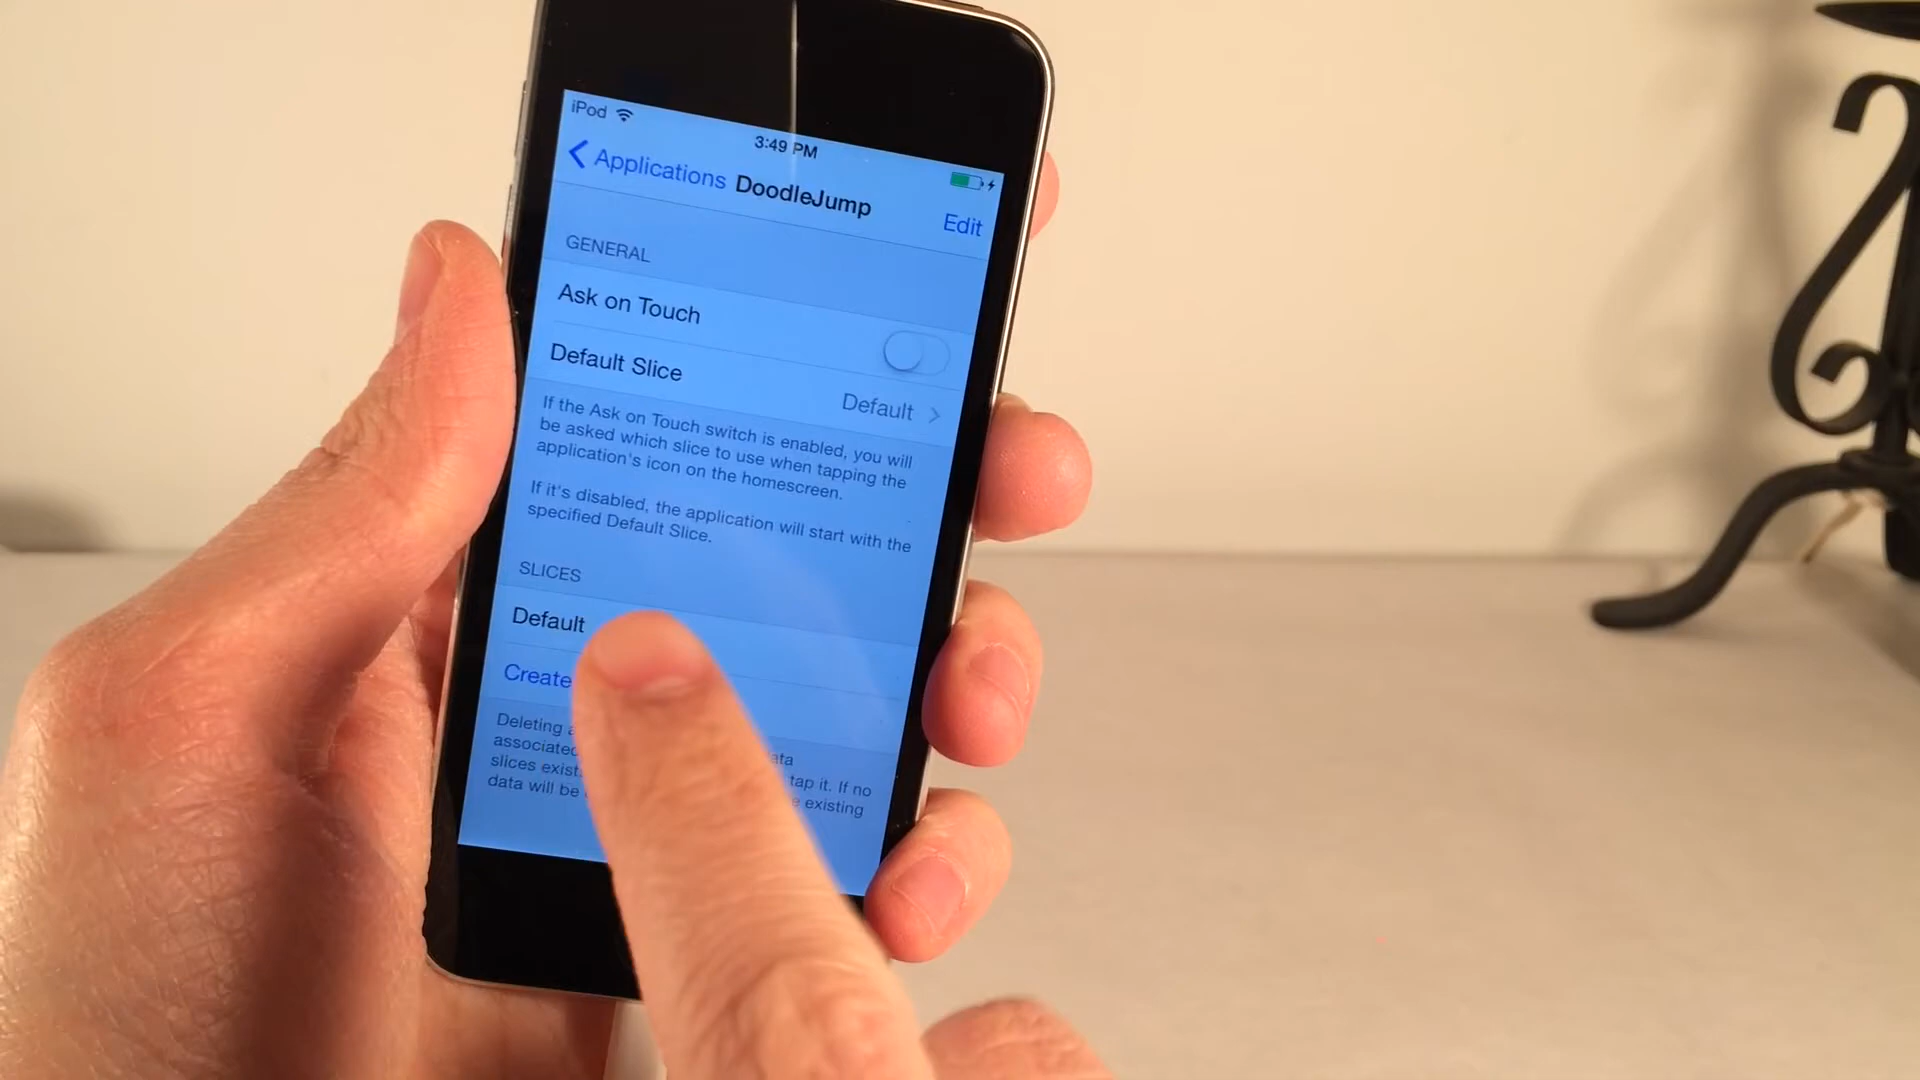 iPod
3:49 PM
Applications
DoodleJump
Edit
GENERAL
Ask on Touch
Default Slice
Default
If the Ask on Touch switch is enabled, you will
be asked which slice to use when tapping the
application's icon on the homescreen.
If it's disabled, the application will start with the
specified Default Slice.
SLICES
Default
Create
Deleting
associated
slices exist tap it. If no
data will be existing